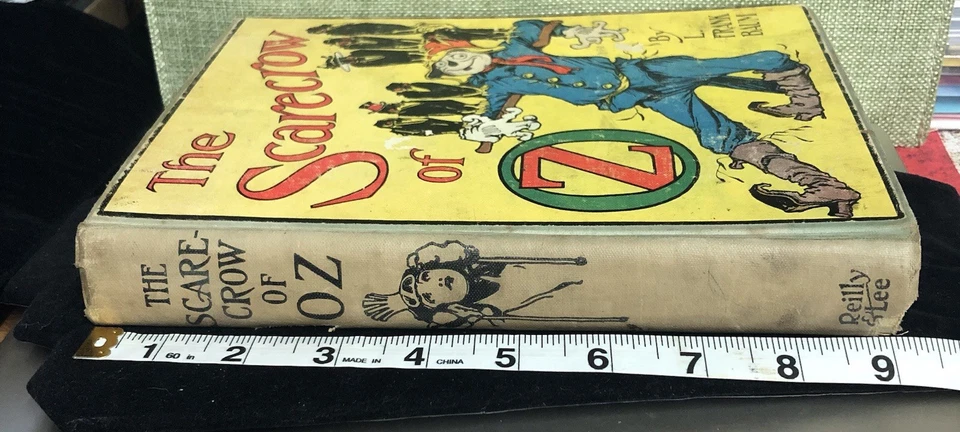 The
Scarecrow
of
OZ
By
L.
FRANK
BAUM
THE
SCARE-
CROW
OF
OZ
Reilly
& Lee
1 60 in 2 3 MADE IN 4 CHINA 5 6 7 8 9